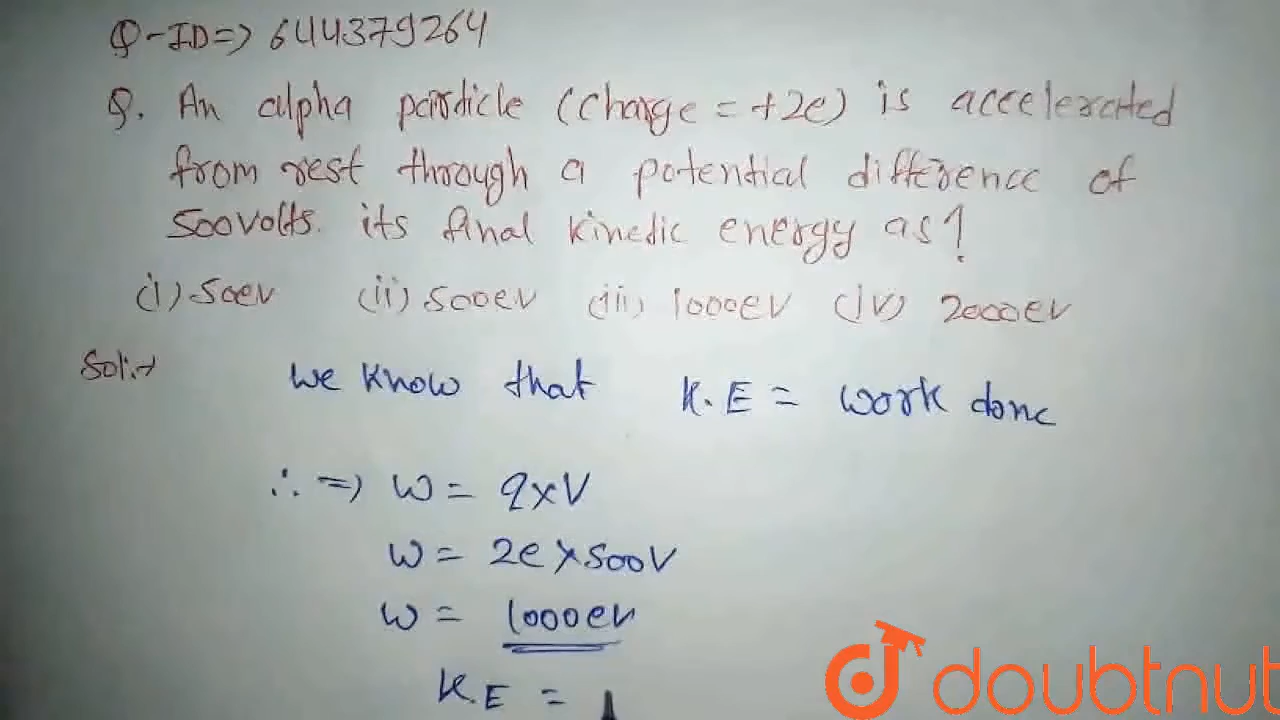 Q-ID=> 644379264
Q. An alpha particle (charge = +2e) is accelerated
from rest through a potential difference of
500volts. its final kinetic energy as?
(i) 50ev (ii) 500ev (iii) 1000ev (iv) 2000ev
Sol:→ we know that K.E = work done
∴ => W = q×V
W = 2e × 500V
W = 1000ev
K.E =
doubtnut